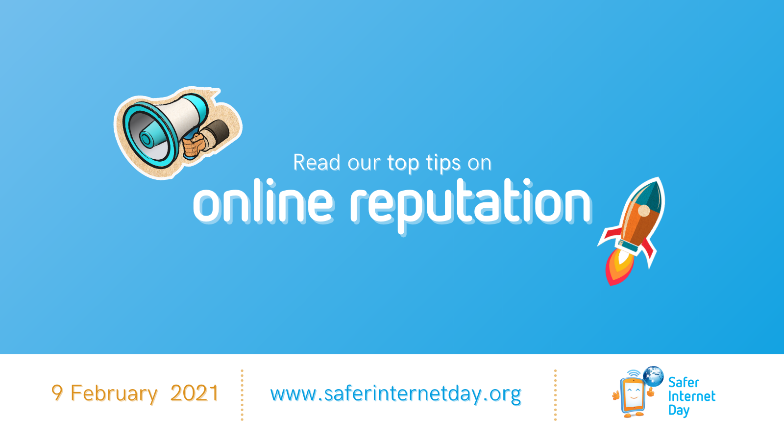 Read our top tips on
online reputation
9 February 2021
www.saferinternetday.org
Safer
Internet
Day